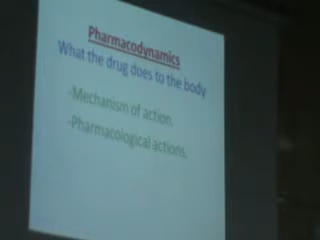 Pharmacodynamics
What the drug does to the body
-Mechanism of action.
-Pharmacological actions.